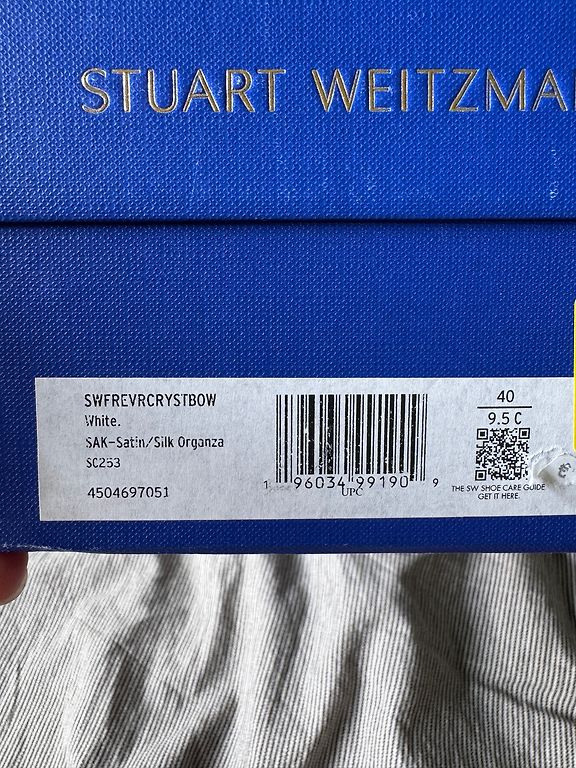 STUART WEITZMA
SWFREVRCRYSTBOW
White.
SAK-Satin/Silk Organza
SC253
4504697051
1 96034 99190 9
UPC
40
9.5 C
THE SW SHOE CARE GUIDE
GET IT HERE.